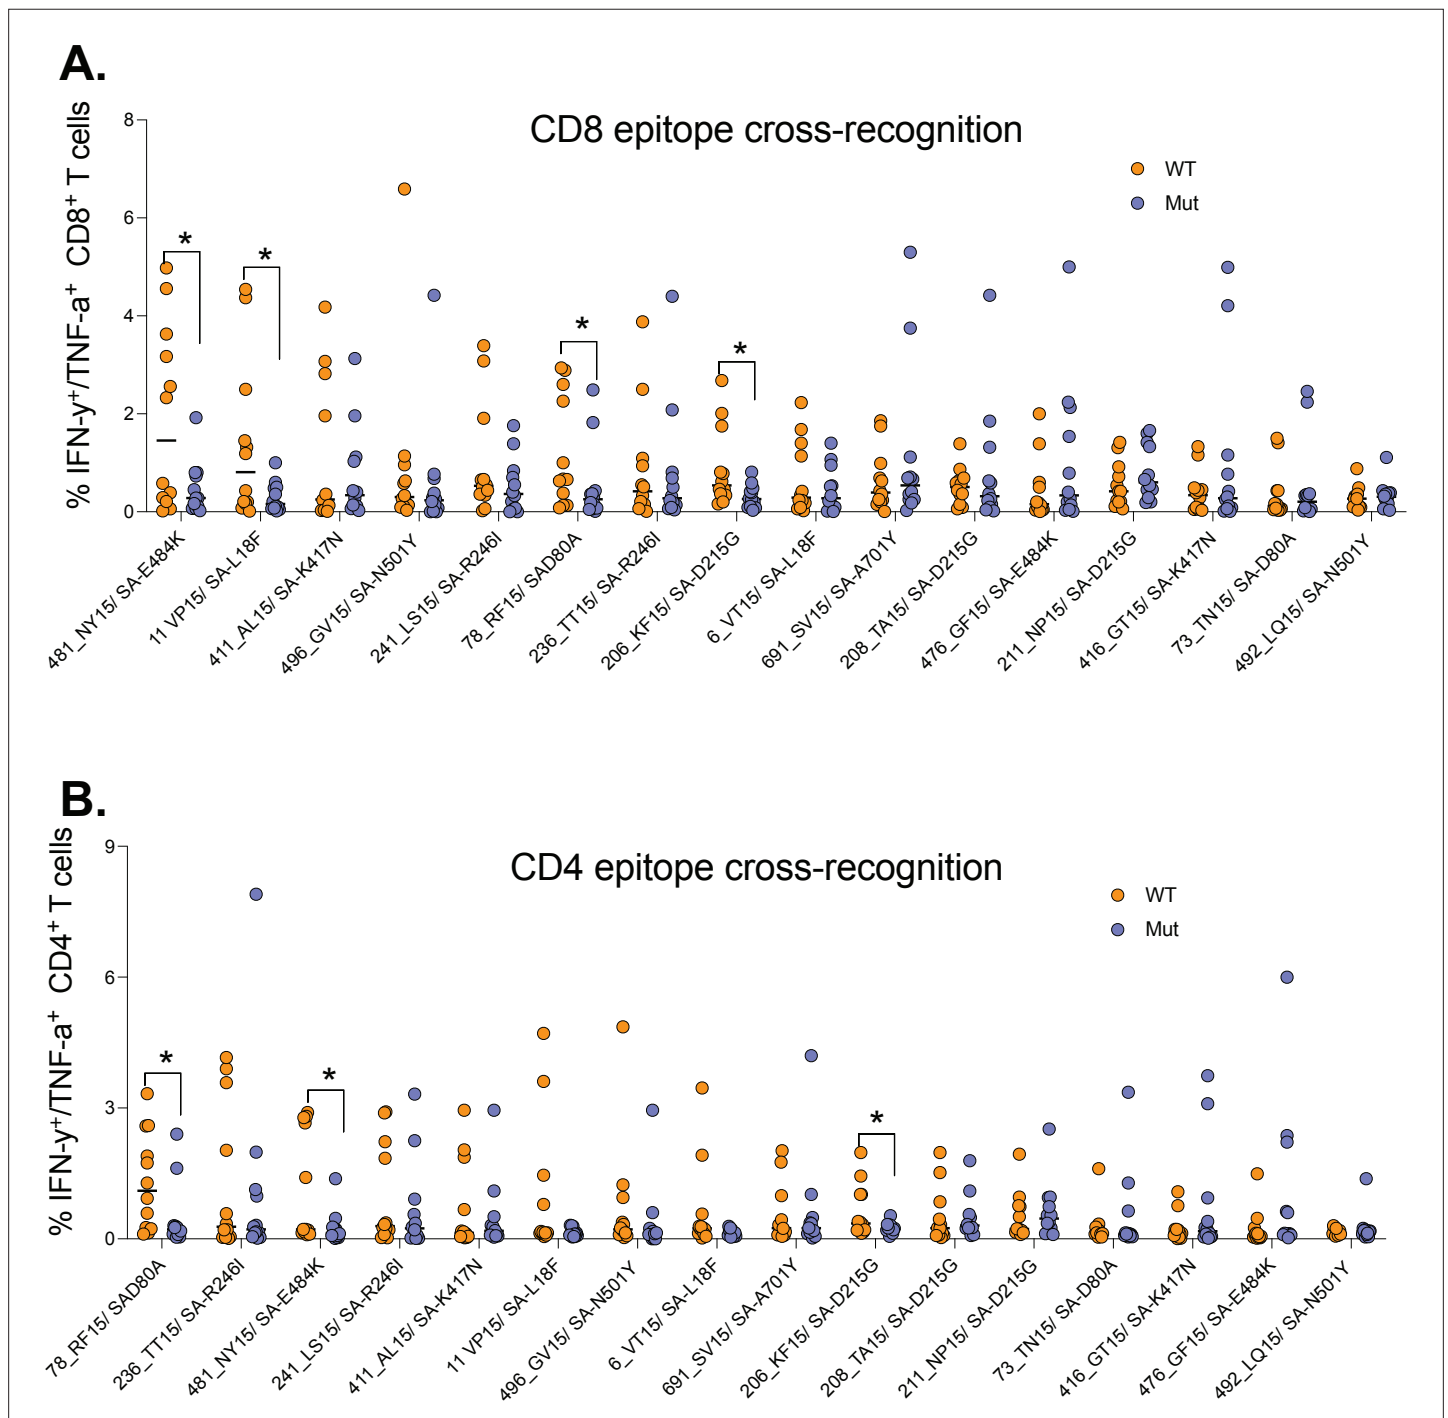 A.
CD8 epitope cross-recognition
% IFN-y⁺/TNF-a⁺ CD8⁺ T cells
8
6
4
2
0
WT
Mut
*
*
*
*
481_NY15/ SA-E484K
11 VP15/ SA-L18F
411_AL15/ SA-K417N
496_GV15/ SA-N501Y
241_LS15/ SA-R246I
78_RF15/ SAD80A
236_TT15/ SA-R246I
206_KF15/ SA-D215G
6_VT15/ SA-L18F
691_SV15/ SA-A701Y
208_TA15/ SA-D215G
476_GF15/ SA-E484K
211_NP15/ SA-D215G
416_GT15/ SA-K417N
73_TN15/ SA-D80A
492_LQ15/ SA-N501Y
B.
CD4 epitope cross-recognition
% IFN-y⁺/TNF-a⁺ CD4⁺ T cells
9
6
3
0
WT
Mut
*
*
*
78_RF15/ SAD80A
236_TT15/ SA-R246I
481_NY15/ SA-E484K
241_LS15/ SA-R246I
411_AL15/ SA-K417N
11 VP15/ SA-L18F
496_GV15/ SA-N501Y
6_VT15/ SA-L18F
691_SV15/ SA-A701Y
206_KF15/ SA-D215G
208_TA15/ SA-D215G
211_NP15/ SA-D215G
73_TN15/ SA-D80A
416_GT15/ SA-K417N
476_GF15/ SA-E484K
492_LQ15/ SA-N501Y